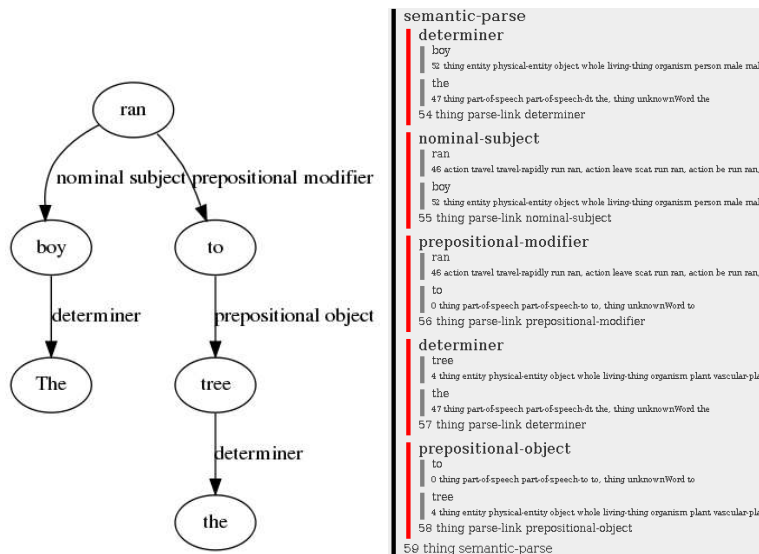 ran
nominal subject prepositional modifier
boy
to
determiner
prepositional object
The
tree
determiner
the
semantic-parse
determiner
boy
52 thing entity physical-entity object whole living-thing organism person male
the
47 thing part-of-speech part-of-speech-dt the, thing unknownWord the
54 thing parse-link determiner
nominal-subject
ran
46 action travel travel-rapidly run ran, action leave scat run ran, action be run ran,
boy
52 thing entity physical-entity object whole living-thing organism person male
55 thing parse-link nominal-subject
prepositional-modifier
ran
46 action travel travel-rapidly run ran, action leave scat run ran, action be run ran,
to
0 thing part-of-speech part-of-speech-to to, thing unknownWord to
56 thing parse-link prepositional-modifier
determiner
tree
4 thing entity physical-entity object whole living-thing organism plant
the
47 thing part-of-speech part-of-speech-dt the, thing unknownWord the
57 thing parse-link determiner
prepositional-object
to
0 thing part-of-speech part-of-speech-to to, thing unknownWord to
tree
4 thing entity physical-entity object whole living-thing organism plant
58 thing parse-link prepositional-object
59 thing semantic-parse